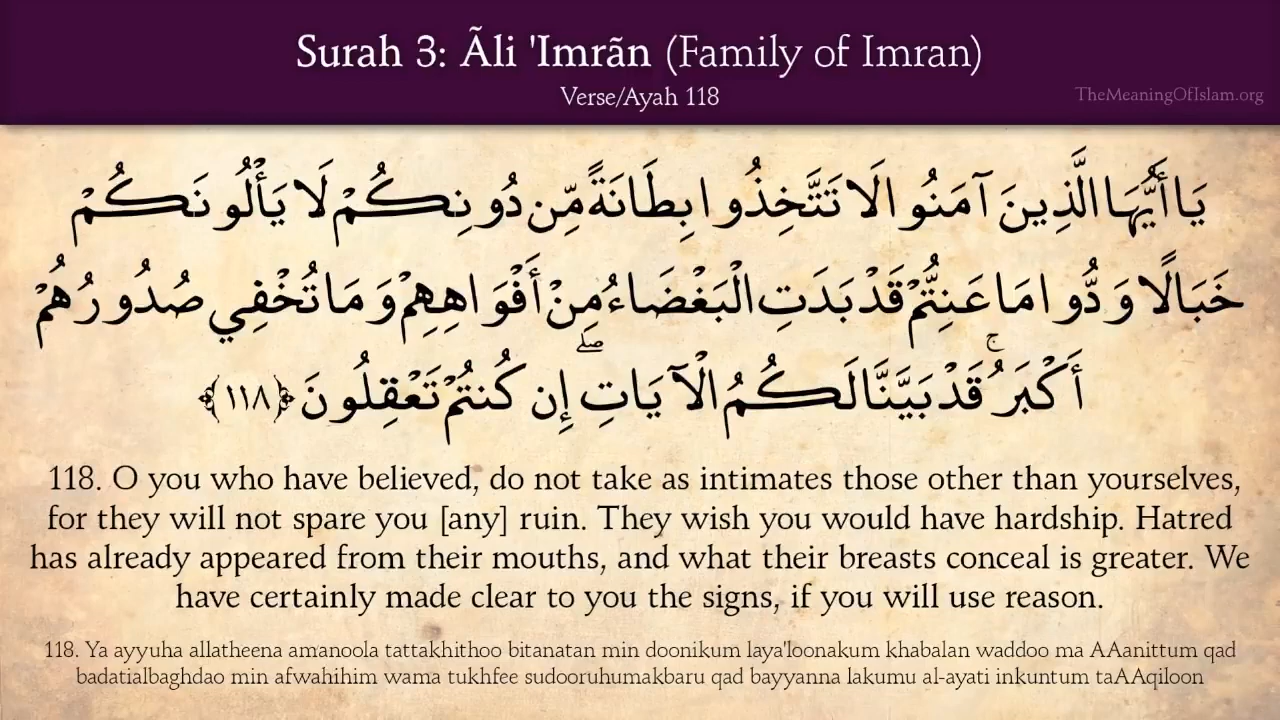 Surah 3: Ãli 'Imrãn (Family of Imran)
Verse/Ayah 118
TheMeaningOfIslam.org
يَا أَيُّهَا الَّذِينَ آمَنُوا لَا تَتَّخِذُوا بِطَانَةً مِّن دُونِكُمْ لَا يَأْلُونَكُمْ
خَبَالًا وَدُّوا مَا عَنِتُّمْ قَدْ بَدَتِ الْبَغْضَاءُ مِنْ أَفْوَاهِهِمْ وَمَا تُخْفِي صُدُورُهُمْ
أَكْبَرُ ۚ قَدْ بَيَّنَّا لَكُمُ الْآيَاتِ ۖ إِن كُنتُمْ تَعْقِلُونَ ﴿١١٨﴾
118. O you who have believed, do not take as intimates those other than yourselves,
for they will not spare you [any] ruin. They wish you would have hardship. Hatred
has already appeared from their mouths, and what their breasts conceal is greater. We
have certainly made clear to you the signs, if you will use reason.
118. Ya ayyuha allatheena amanoola tattakhithoo bitanatan min doonikum laya'loonakum khabalan waddoo ma AAanittum qad
badatialbaghdao min afwahihim wama tukhfee sudooruhumakbaru qad bayyanna lakumu al-ayati inkuntum taAAqiloon